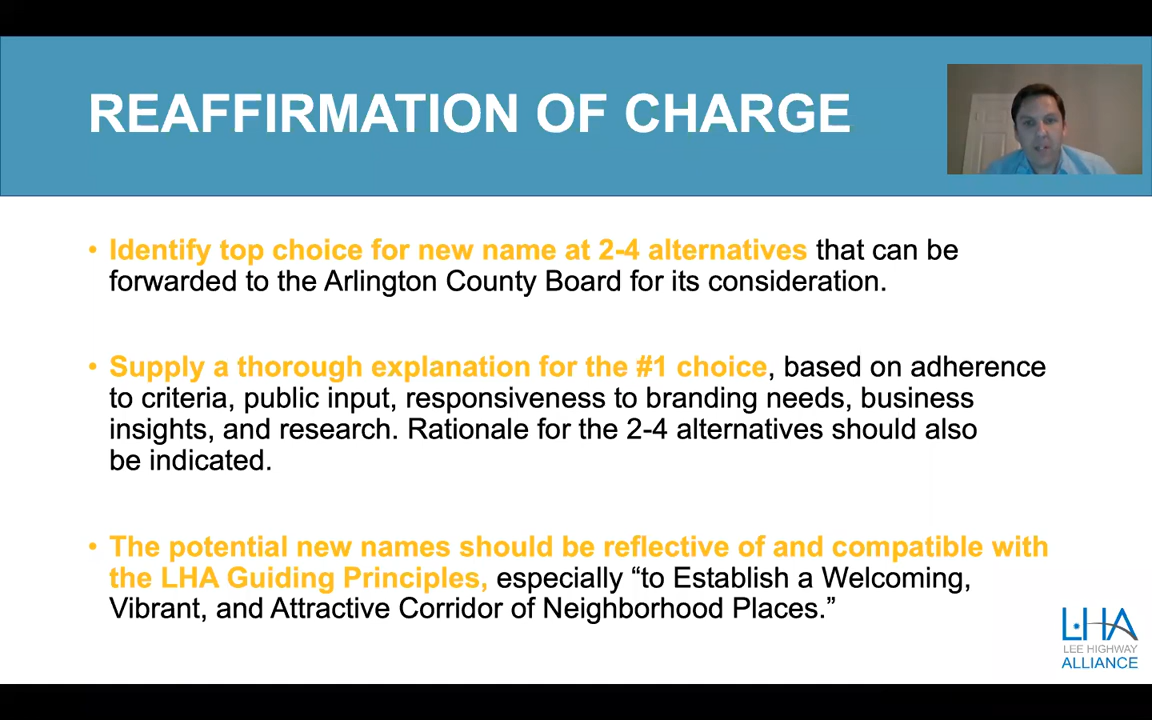 REAFFIRMATION OF CHARGE
• Identify top choice for new name at 2-4 alternatives that can be
forwarded to the Arlington County Board for its consideration.
• Supply a thorough explanation for the #1 choice, based on adherence
to criteria, public input, responsiveness to branding needs, business
insights, and research. Rationale for the 2-4 alternatives should also
be indicated.
• The potential new names should be reflective of and compatible with
the LHA Guiding Principles, especially “to Establish a Welcoming,
Vibrant, and Attractive Corridor of Neighborhood Places.”
LHA
LEE HIGHWAY
ALLIANCE